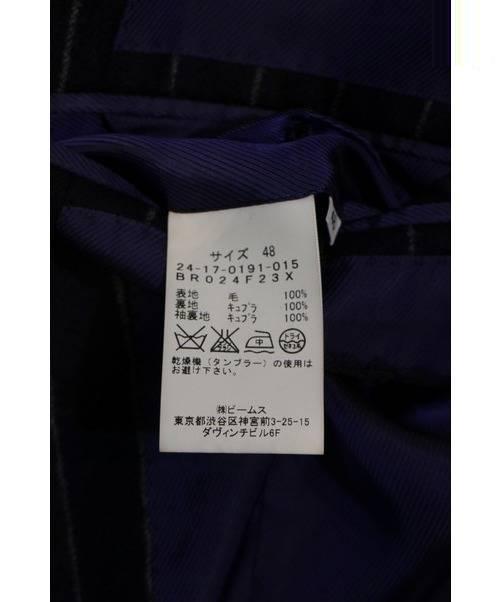 サイズ 48
24-17-0191-015
BR024F23X
表地 毛 100%
裏地 キュプラ 100%
袖裏地 キュプラ 100%
中
ドライ
セキユ系
乾燥機（タンブラー）の使用は
お避け下さい。
㈱ビームス
東京都渋谷区神宮前3-25-15
ダヴィンチビル6F